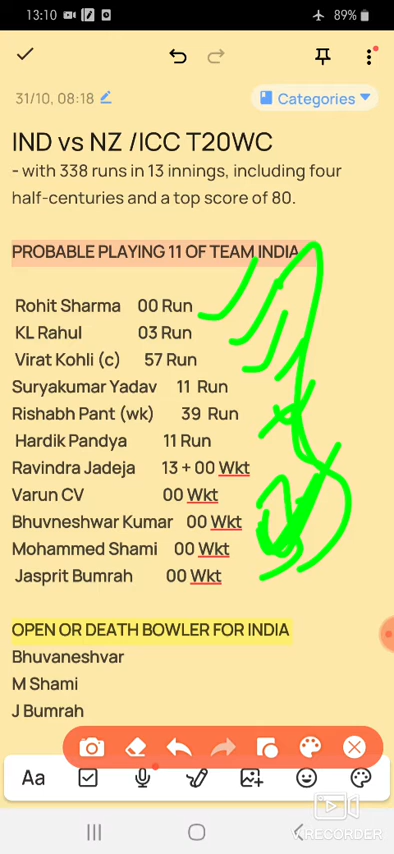 13:10
89%
31/10, 08:18
Categories
IND vs NZ /ICC T20WC
- with 338 runs in 13 innings, including four
half-centuries and a top score of 80.
PROBABLE PLAYING 11 OF TEAM INDIA
Rohit Sharma 00 Run
KL Rahul 03 Run
Virat Kohli (c) 57 Run
Suryakumar Yadav 11 Run
Rishabh Pant (wk) 39 Run
Hardik Pandya 11 Run
Ravindra Jadeja 13 + 00 Wkt
Varun CV 00 Wkt
Bhuvneshwar Kumar 00 Wkt
Mohammed Shami 00 Wkt
Jasprit Bumrah 00 Wkt
OPEN OR DEATH BOWLER FOR INDIA
Bhuvaneshvar
M Shami
J Bumrah
Aa
VRECORDER